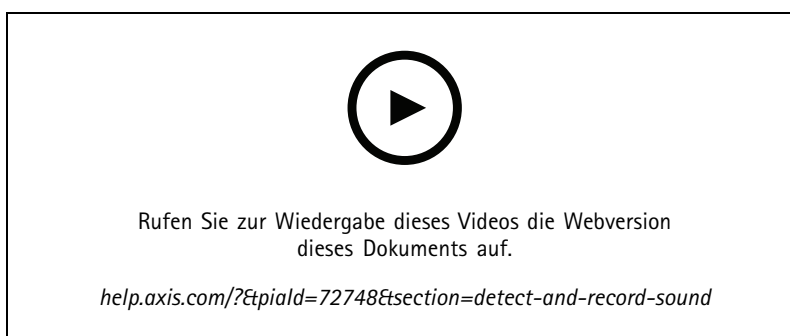 Rufen Sie zur Wiedergabe dieses Videos die Webversion
dieses Dokuments auf.
help.axis.com/?&piaId=72748&section=detect-and-record-sound